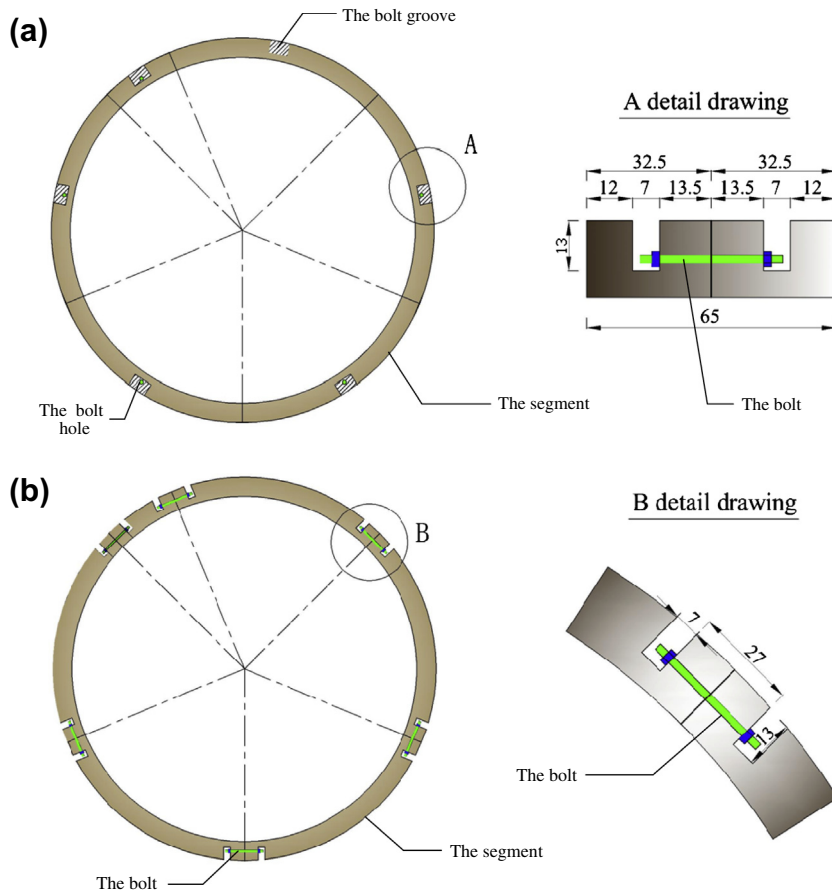 (a)
The bolt groove
A
A detail drawing
32.5 32.5
12 7 13.5 13.5 7 12
13
65
The bolt
hole
The segment
The bolt
(b)
B
B detail drawing
7
27
13
The bolt
The segment
The bolt